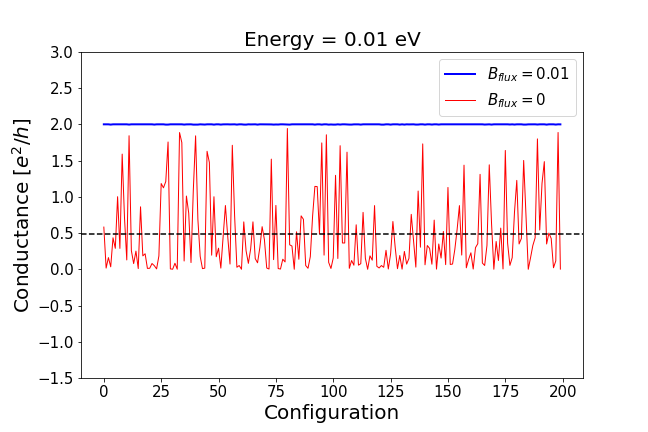 Energy = 0.01 eV
Conductance [e²/h]
3.0
2.5
2.0
1.5
1.0
0.5
0.0
−0.5
−1.0
−1.5
B_flux = 0.01
B_flux = 0
0 25 50 75 100 125 150 175 200
Configuration